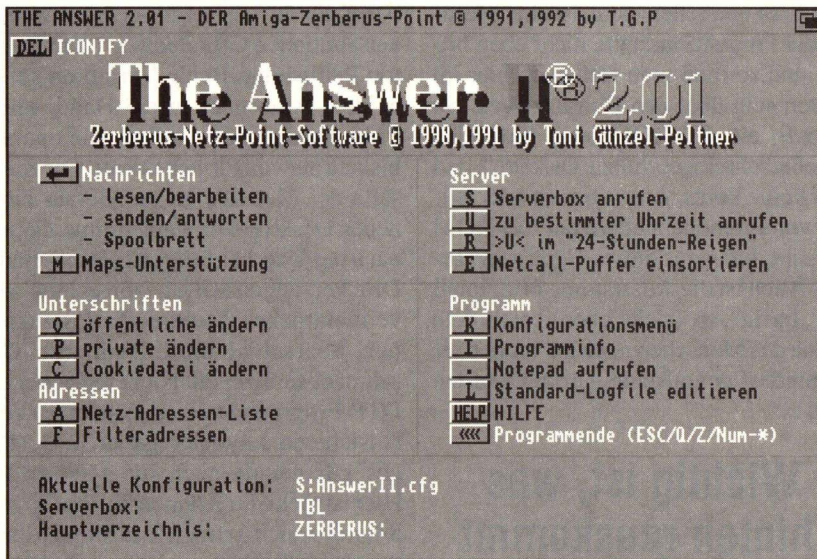 THE ANSWER 2.01 - DER Amiga-Zerberus-Point © 1991,1992 by T.G.P
DEL ICONIFY
The Answer II® 2.01
Zerberus-Netz-Point-Software © 1990,1991 by Toni Günzel-Peltner
Nachrichten
- lesen/bearbeiten
- senden/antworten
- Spoolbrett
M Maps-Unterstützung
Server
S Serverbox anrufen
U zu bestimmter Uhrzeit anrufen
R >U< im "24-Stunden-Reigen"
E Netcall-Puffer einsortieren
Unterschriften
O öffentliche ändern
P private ändern
C Cookiedatei ändern
Adressen
A Netz-Adressen-Liste
F Filteradressen
Programm
K Konfigurationsmenü
I Programminfo
. Notepad aufrufen
L Standard-Logfile editieren
HELP HILFE
««« Programmende (ESC/Q/Z/Num-*)
Aktuelle Konfiguration: S:AnswerII.cfg
Serverbox: TBL
Hauptverzeichnis: ZERBERUS: